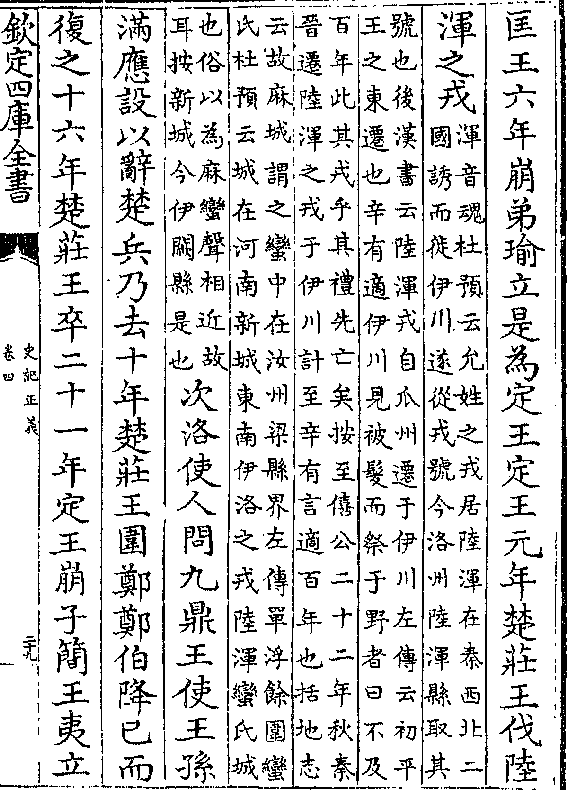 匡王六年崩弟瑜立是為定王定王元年楚莊王伐陸
渾之戎
渾音魂杜預云允姓之戎居陸渾在秦西北二
國誘而徙伊川遂從戎號今洛州陸渾縣取其
號也後漢書云陸渾戎自瓜州遷于伊川左傳云初平
王之東遷也辛有適伊川見被髮而祭于野者曰不及
百年此其戎乎其禮先亡矣按至僖公二十二年秋秦
晉遷陸渾之戎于伊川計至辛有言適百年也括地志
云故麻城謂之蠻中在汝州梁縣界左傳單浮餘圍蠻
氏杜預云城在河南新城東南伊洛之戎陸渾蠻氏城
也俗以為麻蠻聲相近故
耳按新城今伊闕縣是也
次洛使人問九鼎王使王孫
滿應設以辭楚兵乃去十年楚莊王圍鄭鄭伯降已而
復之十六年楚莊王卒二十一年定王崩子簡王夷立
欽定四庫全書
史記正義
卷四